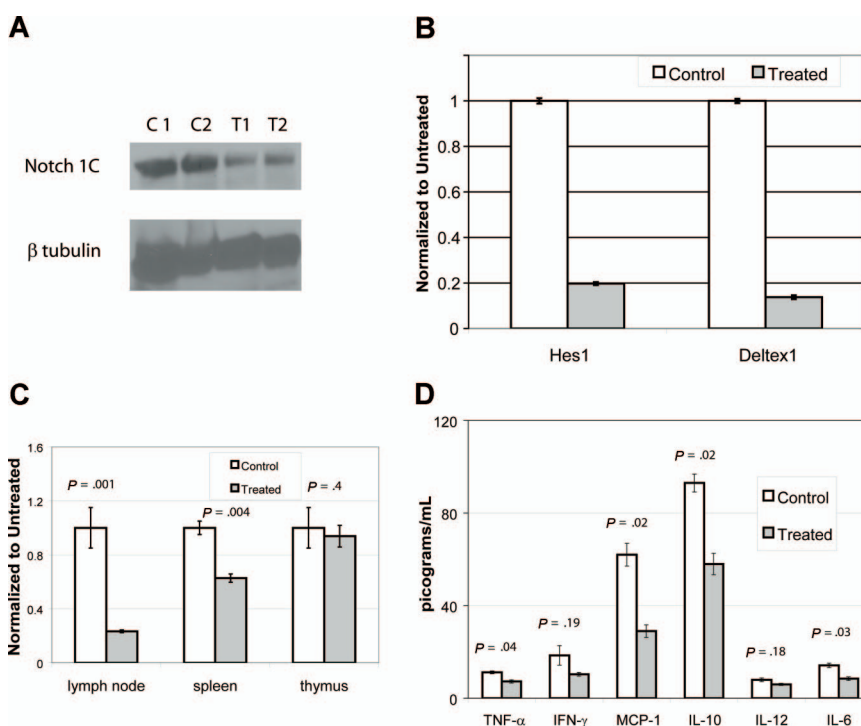 A
C 1 C2 T1 T2
Notch 1C
β tubulin
B
Control Treated
Normalized to Untreated
1
0.8
0.6
0.4
0.2
0
Hes1 Deltex1
C
Normalized to Untreated
1.6
1.2
0.8
0.4
0
Control
Treated
P = .001
P = .004
P = .4
lymph node spleen thymus
D
picograms/mL
120
80
40
0
Control
Treated
P = .04
P = .19
P = .02
P = .02
P = .18
P = .03
TNF-α IFN-γ MCP-1 IL-10 IL-12 IL-6